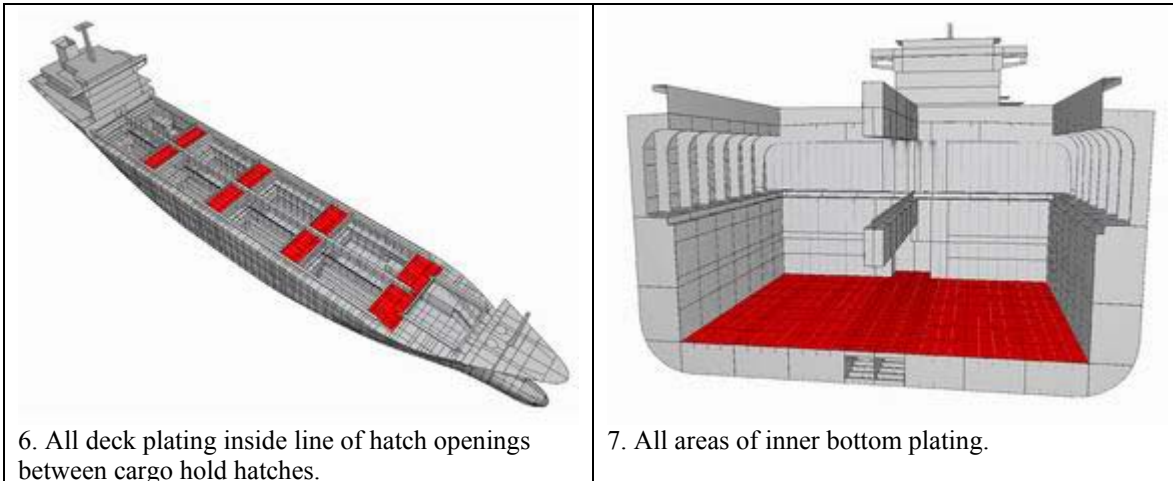 6. All deck plating inside line of hatch openings
between cargo hold hatches.
7. All areas of inner bottom plating.